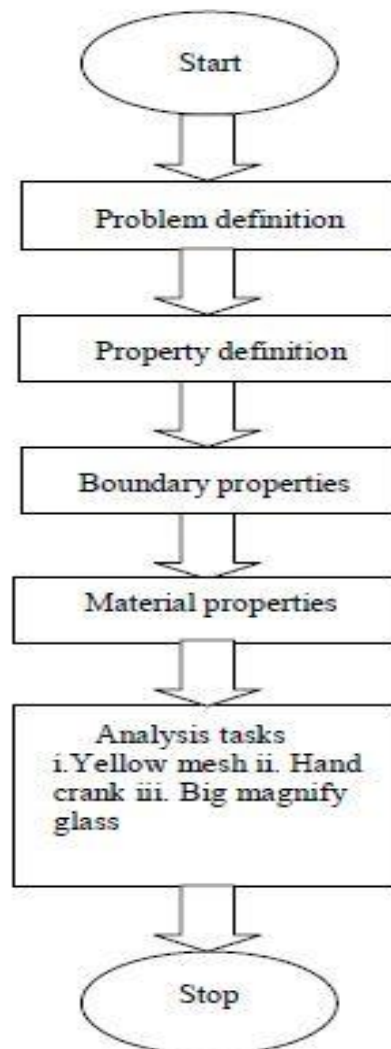 Start
Problem definition
Property definition
Boundary properties
Material properties
Analysis tasks
i.Yellow mesh ii. Hand
crank iii. Big magnify
glass
Stop